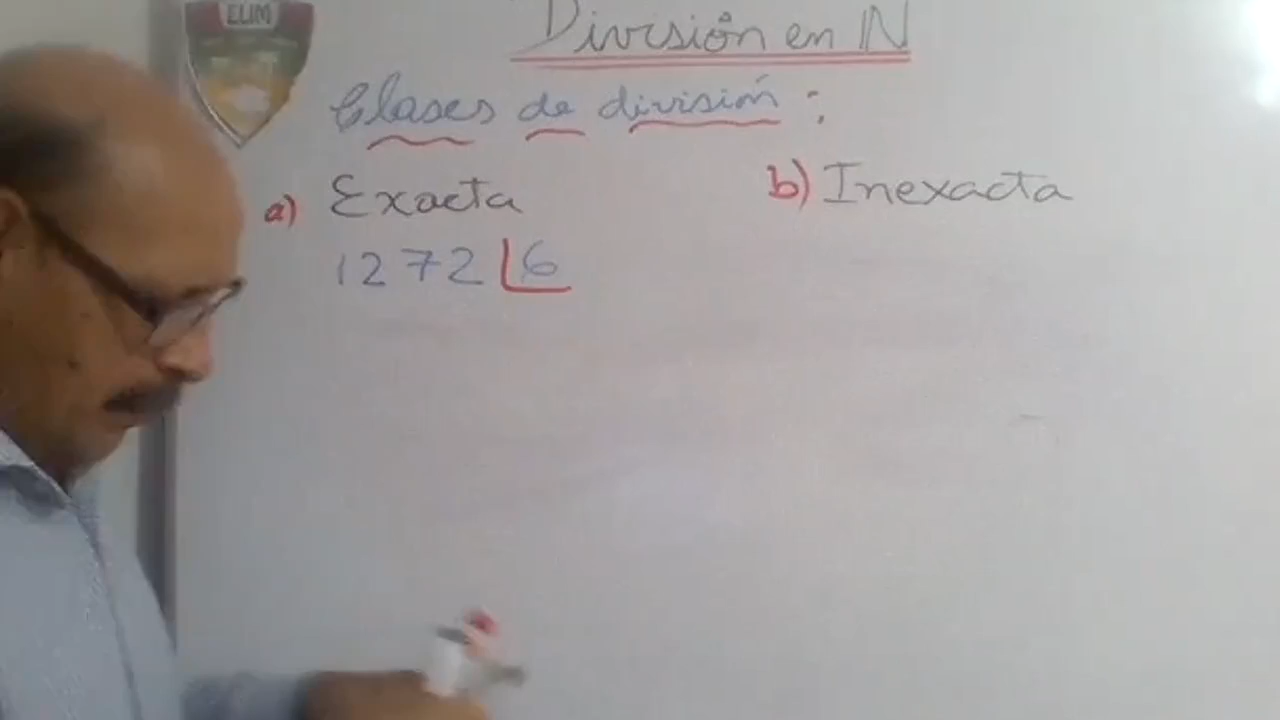 ELIM
División en N
Clases de división :
a) Exacta
b) Inexacta
1272 6